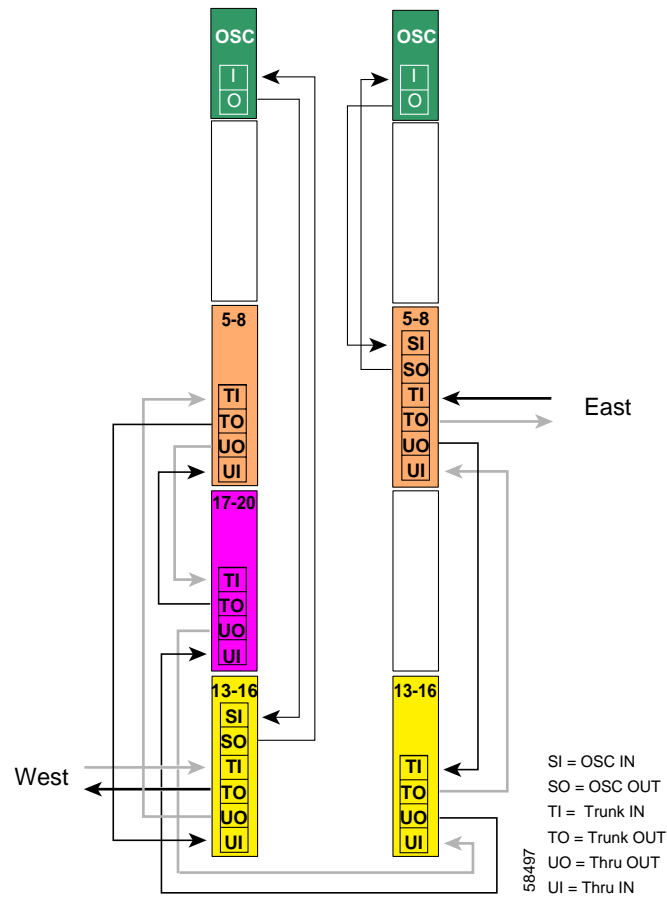 OSC
I
O
5-8
TI
TO
UO
UI
17-20
TI
TO
UO
UI
13-16
SI
SO
TI
TO
UO
UI
West
OSC
I
O
5-8
SI
SO
TI
TO
UO
UI
East
13-16
TI
TO
UO
UI
SI = OSC IN
SO = OSC OUT
TI = Trunk IN
TO = Trunk OUT
UO = Thru OUT
UI = Thru IN
58497